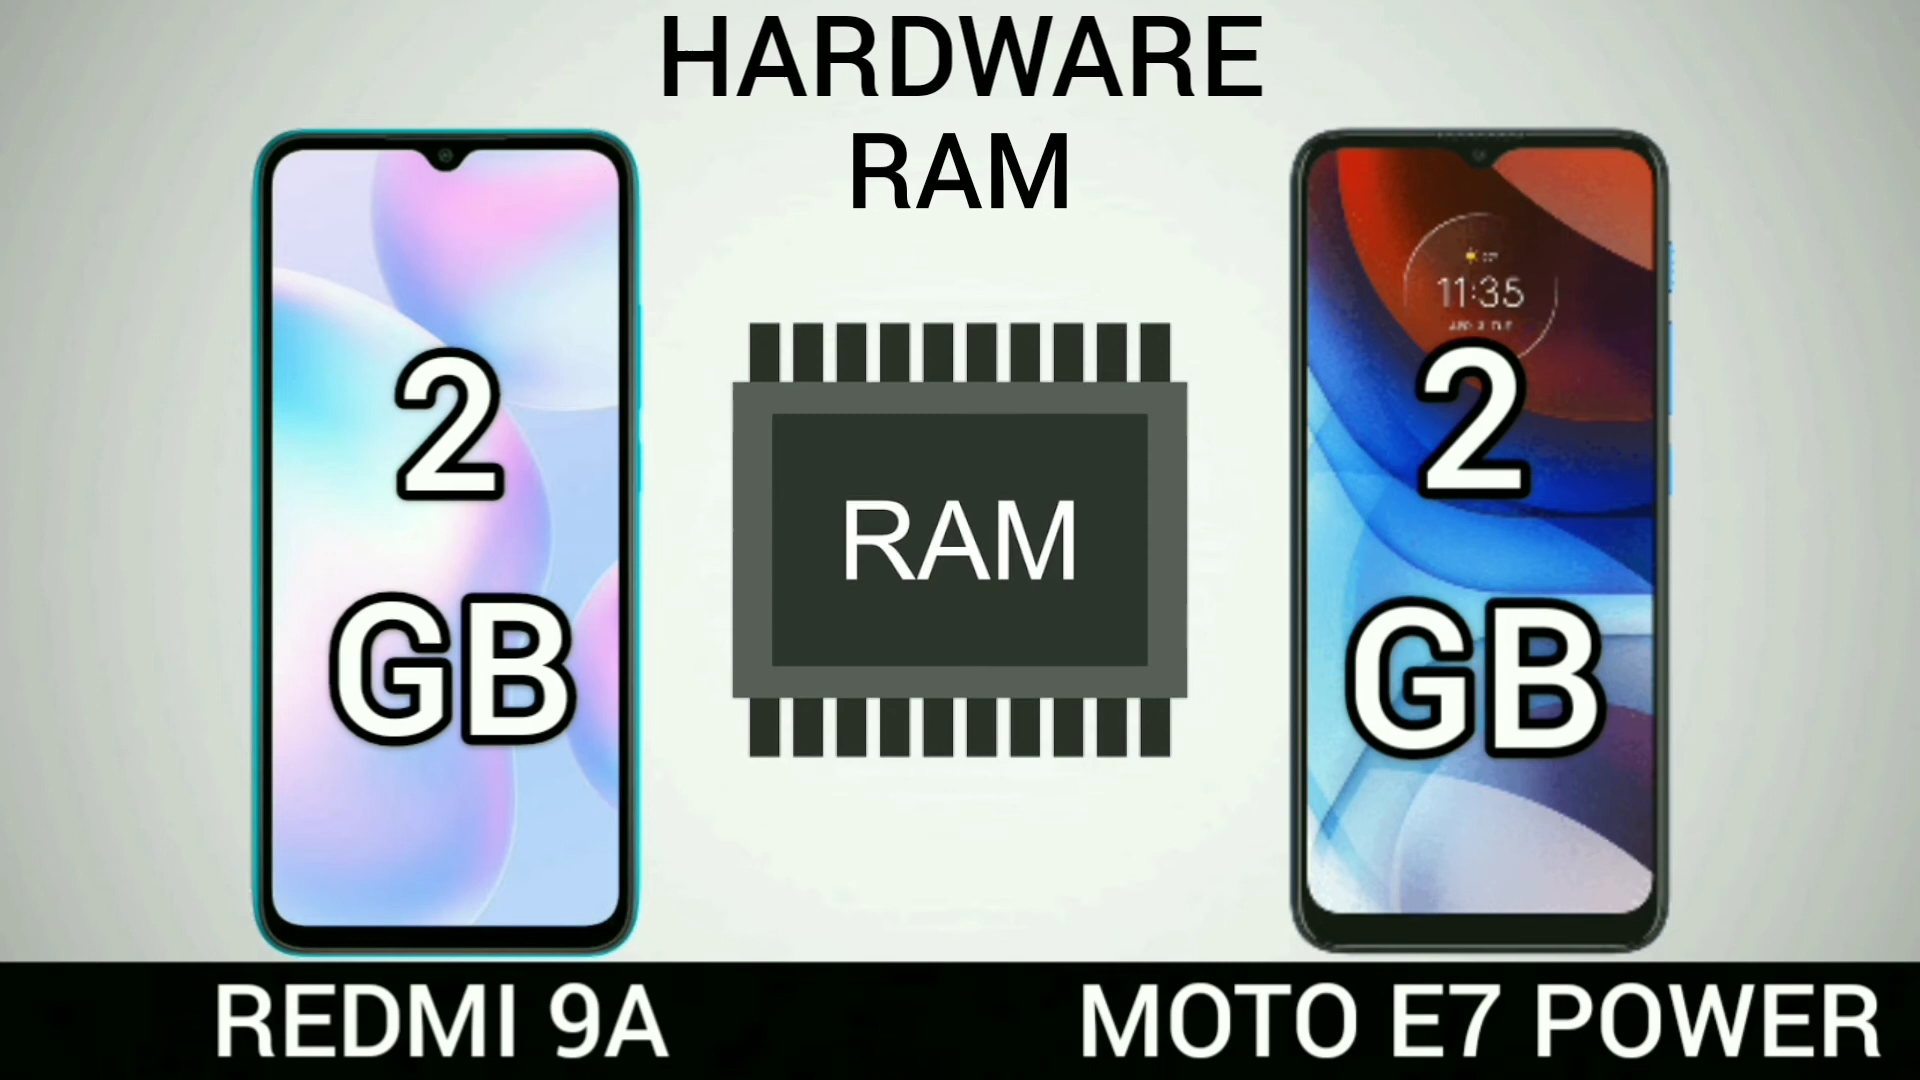 HARDWARE
RAM
11:35
2
GB
RAM
2
GB
REDMI 9A
MOTO E7 POWER